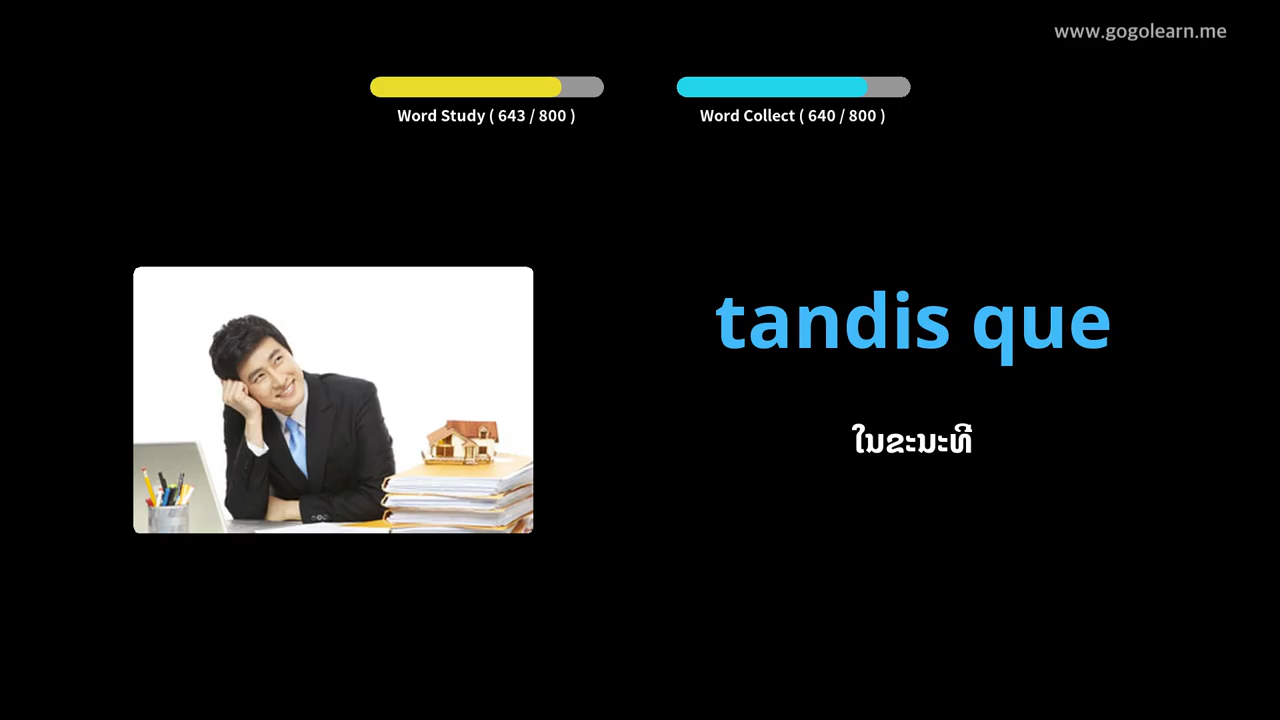 www.gogolearn.me
Word Study ( 643 / 800 )
Word Collect ( 640 / 800 )
tandis que
ໃນຂະນະທີ